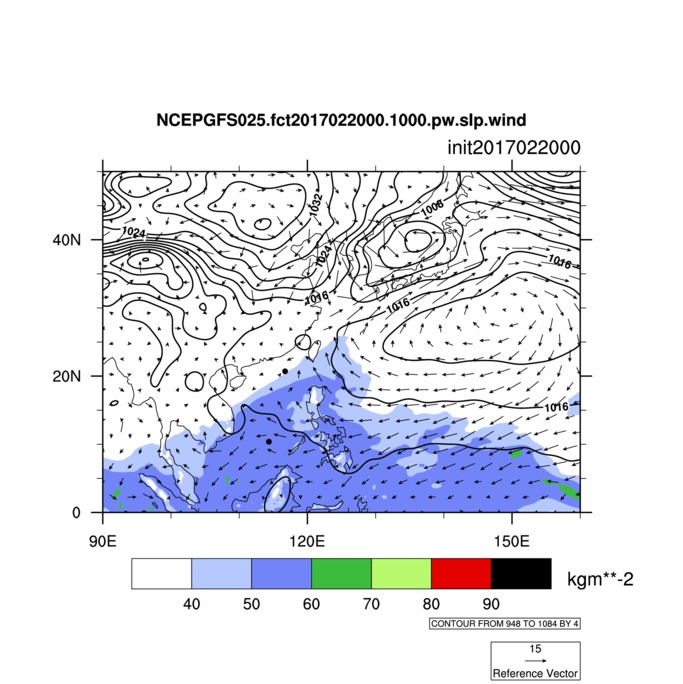 NCEPGFS025.fct2017022000.1000.pw.slp.wind
init2017022000
1032
1008
1024
40N
1024
1016
1016
1016
20N
1016
0
90E 120E 150E
40 50 60 70 80 90
kgm**-2
CONTOUR FROM 948 TO 1084 BY 4
15
Reference Vector